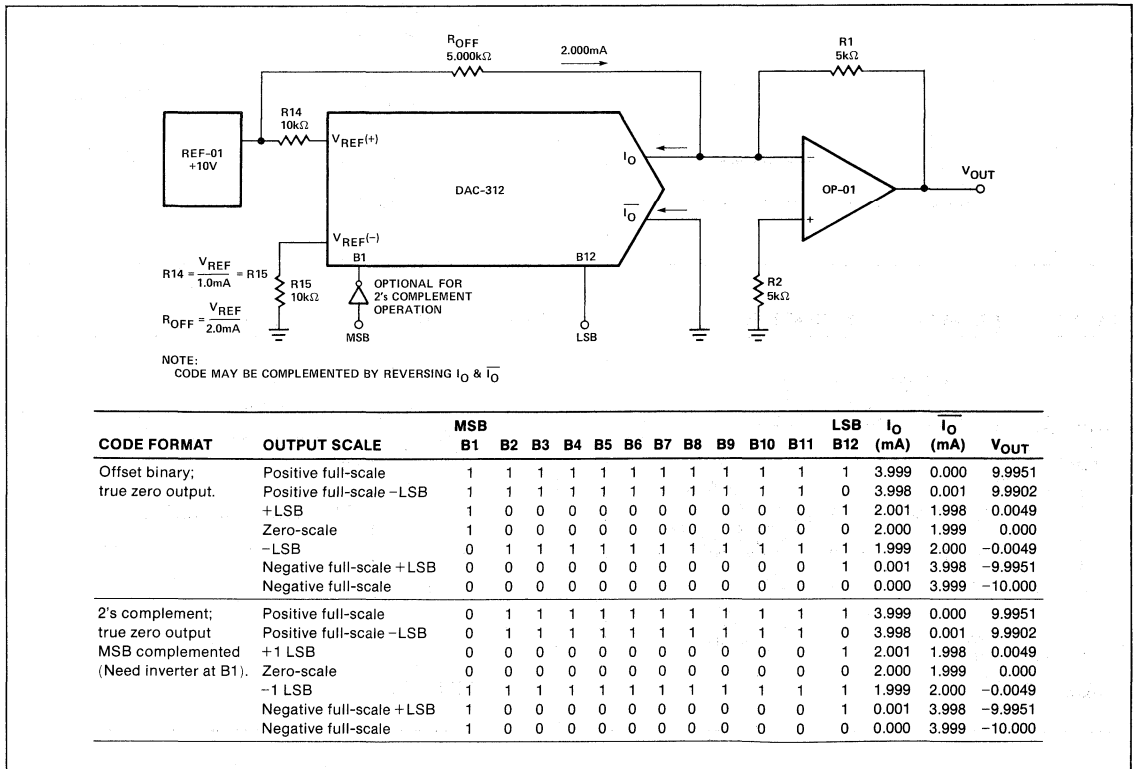 R_OFF
5.000kΩ
2.000mA
R1
5kΩ
R14
10kΩ
REF-01
+10V
V_REF(+)
I_O
DAC-312
OP-01
V_OUT
I̅_O̅
V_REF(−)
B1
B12
R14 = V_REF / 1.0mA = R15
R15
10kΩ
OPTIONAL FOR
2's COMPLEMENT
OPERATION
R2
5kΩ
R_OFF = V_REF / 2.0mA
MSB
LSB
NOTE:
CODE MAY BE COMPLEMENTED BY REVERSING I_O & I̅_O̅
MSB LSB I_O I̅_O̅
CODE FORMAT OUTPUT SCALE B1 B2 B3 B4 B5 B6 B7 B8 B9 B10 B11 B12 (mA) (mA) V_OUT
Offset binary; Positive full-scale 1 1 1 1 1 1 1 1 1 1 1 1 3.999 0.000 9.9951
true zero output. Positive full-scale −LSB 1 1 1 1 1 1 1 1 1 1 1 0 3.998 0.001 9.9902
+LSB 1 0 0 0 0 0 0 0 0 0 0 1 2.001 1.998 0.0049
Zero-scale 1 0 0 0 0 0 0 0 0 0 0 0 2.000 1.999 0.000
−LSB 0 1 1 1 1 1 1 1 1 1 1 1 1.999 2.000 −0.0049
Negative full-scale +LSB 0 0 0 0 0 0 0 0 0 0 0 1 0.001 3.998 −9.9951
Negative full-scale 0 0 0 0 0 0 0 0 0 0 0 0 0.000 3.999 −10.000
2's complement; Positive full-scale 0 1 1 1 1 1 1 1 1 1 1 1 3.999 0.000 9.9951
true zero output Positive full-scale −LSB 0 1 1 1 1 1 1 1 1 1 1 0 3.998 0.001 9.9902
MSB complemented +1 LSB 0 0 0 0 0 0 0 0 0 0 0 1 2.001 1.998 0.0049
(Need inverter at B1). Zero-scale 0 0 0 0 0 0 0 0 0 0 0 0 2.000 1.999 0.000
−1 LSB 1 1 1 1 1 1 1 1 1 1 1 1 1.999 2.000 −0.0049
Negative full-scale +LSB 1 0 0 0 0 0 0 0 0 0 0 1 0.001 3.998 −9.9951
Negative full-scale 1 0 0 0 0 0 0 0 0 0 0 0 0.000 3.999 −10.000